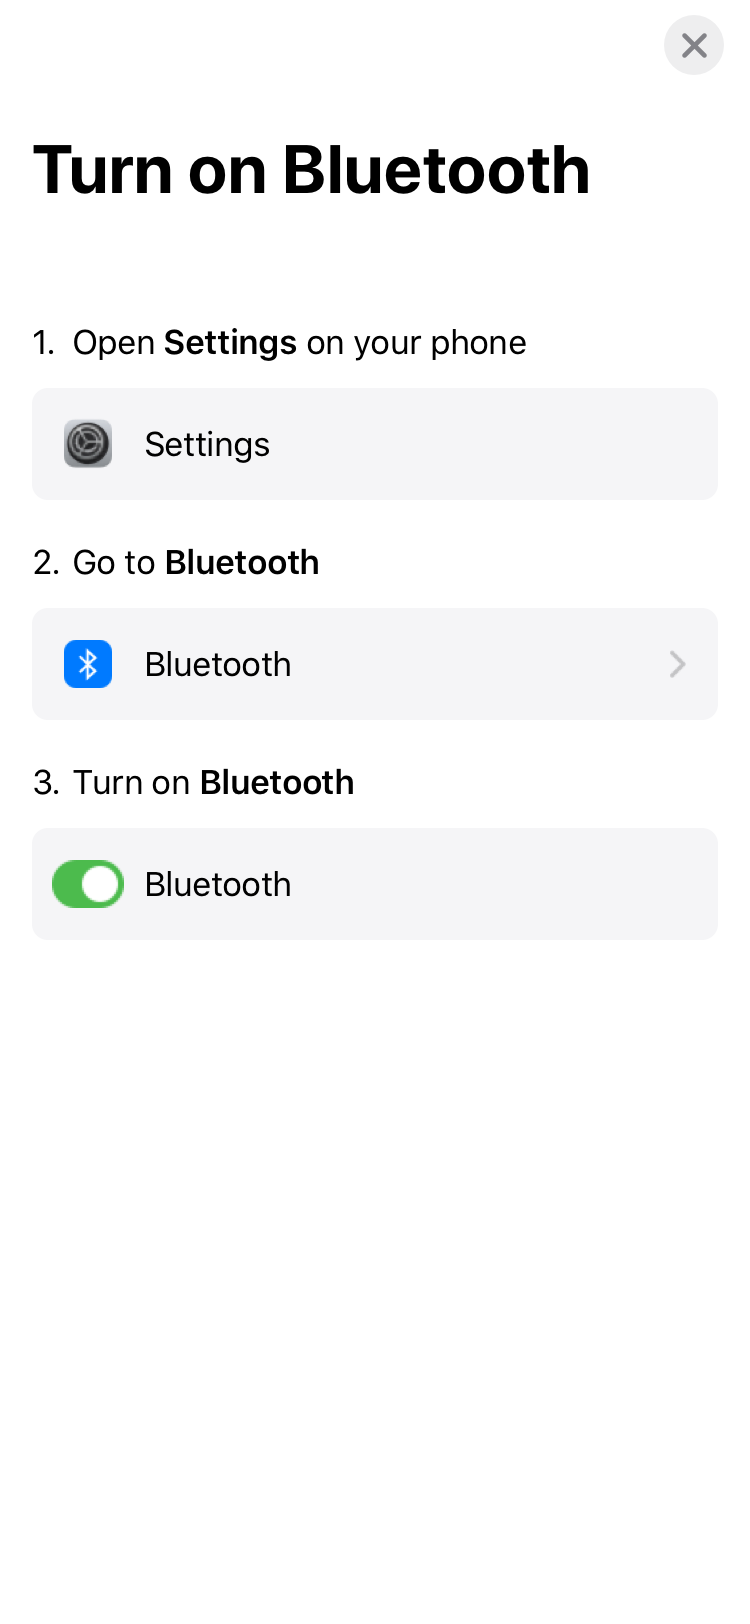 Turn on Bluetooth
1. Open Settings on your phone
Settings
2. Go to Bluetooth
Bluetooth
3. Turn on Bluetooth
Bluetooth